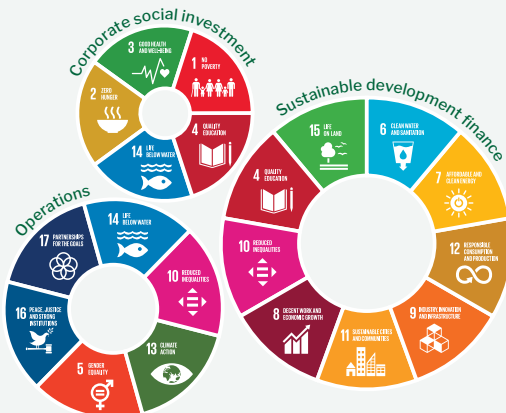 Corporate social investment
3 GOOD HEALTH
AND WELL-BEING
1 NO
POVERTY
2 ZERO
HUNGER
4 QUALITY
EDUCATION
14 LIFE
BELOW WATER
Sustainable development finance
15 LIFE
ON LAND
6 CLEAN WATER
AND SANITATION
4 QUALITY
EDUCATION
7 AFFORDABLE AND
CLEAN ENERGY
10 REDUCED
INEQUALITIES
12 RESPONSIBLE
CONSUMPTION
AND PRODUCTION
8 DECENT WORK AND
ECONOMIC GROWTH
9 INDUSTRY, INNOVATION
AND INFRASTRUCTURE
11 SUSTAINABLE CITIES
AND COMMUNITIES
Operations
14 LIFE
BELOW WATER
17 PARTNERSHIPS
FOR THE GOALS
10 REDUCED
INEQUALITIES
16 PEACE, JUSTICE
AND STRONG
INSTITUTIONS
13 CLIMATE
ACTION
5 GENDER
EQUALITY